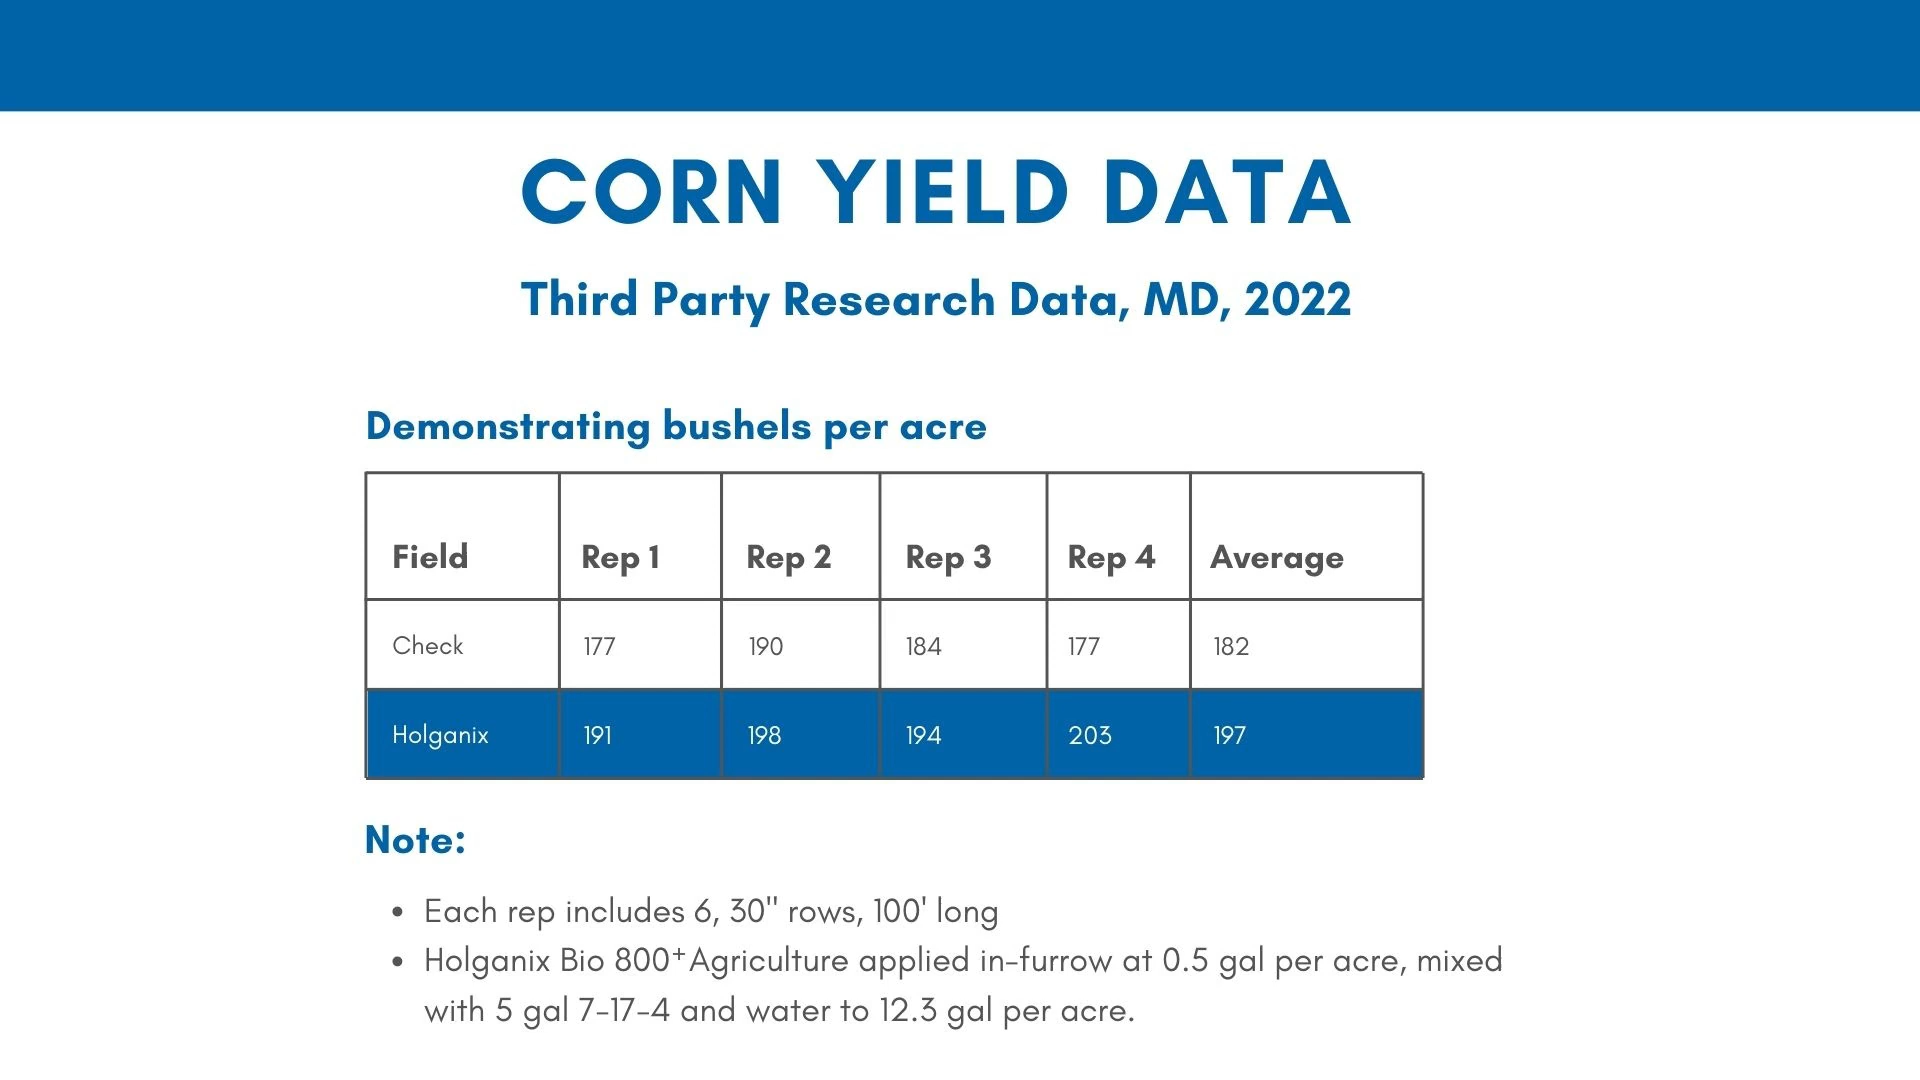 CORN YIELD DATA
Third Party Research Data, MD, 2022
Demonstrating bushels per acre
Field Rep 1 Rep 2 Rep 3 Rep 4 Average
Check 177 190 184 177 182
Holganix 191 198 194 203 197
Note:
• Each rep includes 6, 30" rows, 100' long
• Holganix Bio 800⁺Agriculture applied in-furrow at 0.5 gal per acre, mixed
with 5 gal 7-17-4 and water to 12.3 gal per acre.